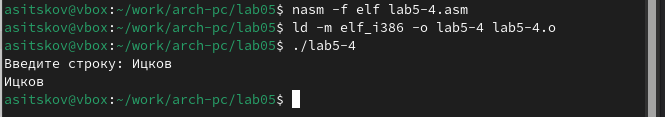 asitskov@vbox:~/work/arch-pc/lab05$ nasm -f elf lab5-4.asm
asitskov@vbox:~/work/arch-pc/lab05$ ld -m elf_i386 -o lab5-4 lab5-4.o
asitskov@vbox:~/work/arch-pc/lab05$ ./lab5-4
Введите строку: Ицков
Ицков
asitskov@vbox:~/work/arch-pc/lab05$